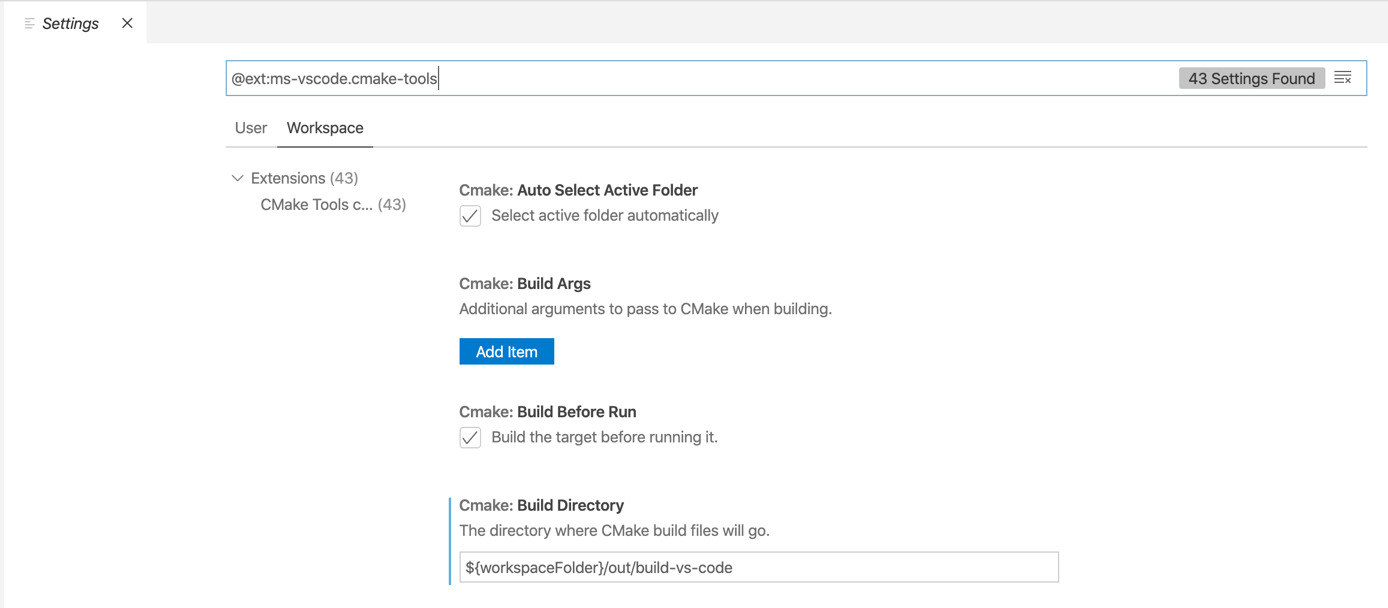 Settings
@ext:ms-vscode.cmake-tools
43 Settings Found
User Workspace
Extensions (43)
CMake Tools c... (43)
Cmake: Auto Select Active Folder
Select active folder automatically
Cmake: Build Args
Additional arguments to pass to CMake when building.
Add Item
Cmake: Build Before Run
Build the target before running it.
Cmake: Build Directory
The directory where CMake build files will go.
${workspaceFolder}/out/build-vs-code